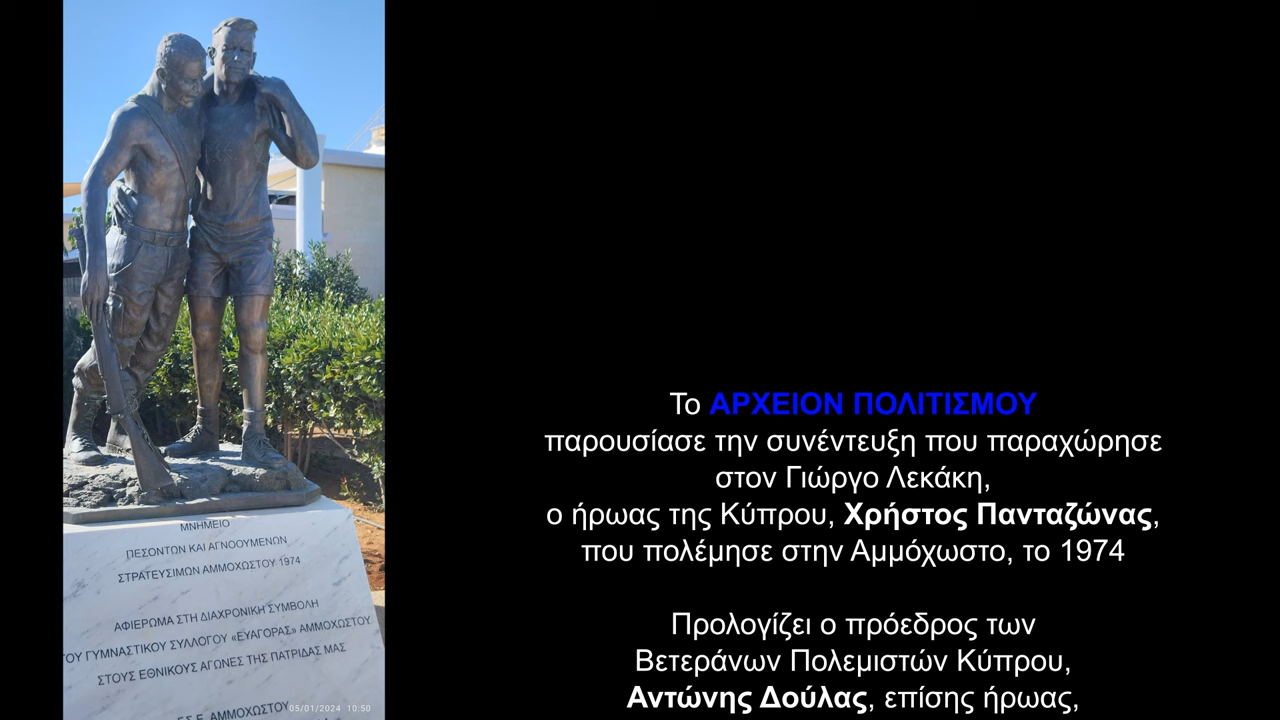 ΜΝΗΜΕΙΟ
ΠΕΣΟΝΤΩΝ ΚΑΙ ΑΓΝΟΟΥΜΕΝΩΝ
ΣΤΡΑΤΕΥΣΙΜΩΝ ΑΜΜΟΧΩΣΤΟΥ 1974
ΑΦΙΕΡΩΜΑ ΣΤΗ ΔΙΑΧΡΟΝΙΚΗ ΣΥΜΒΟΛΗ
ΤΟΥ ΓΥΜΝΑΣΤΙΚΟΥ ΣΥΛΛΟΓΟΥ «ΕΥΑΓΟΡΑΣ» ΑΜΜΟΧΩΣΤΟΥ
ΣΤΟΥΣ ΕΘΝΙΚΟΥΣ ΑΓΩΝΕΣ ΤΗΣ ΠΑΤΡΙΔΑΣ ΜΑΣ
ΑΜΜΟΧΩΣΤΟΥ
05/01/2024 10:50
Το ΑΡΧΕΙΟΝ ΠΟΛΙΤΙΣΜΟΥ
παρουσίασε την συνέντευξη που παραχώρησε
στον Γιώργο Λεκάκη,
ο ήρωας της Κύπρου, Χρήστος Πανταζώνας,
που πολέμησε στην Αμμόχωστο, το 1974
Προλογίζει ο πρόεδρος των
Βετεράνων Πολεμιστών Κύπρου,
Αντώνης Δούλας, επίσης ήρωας,